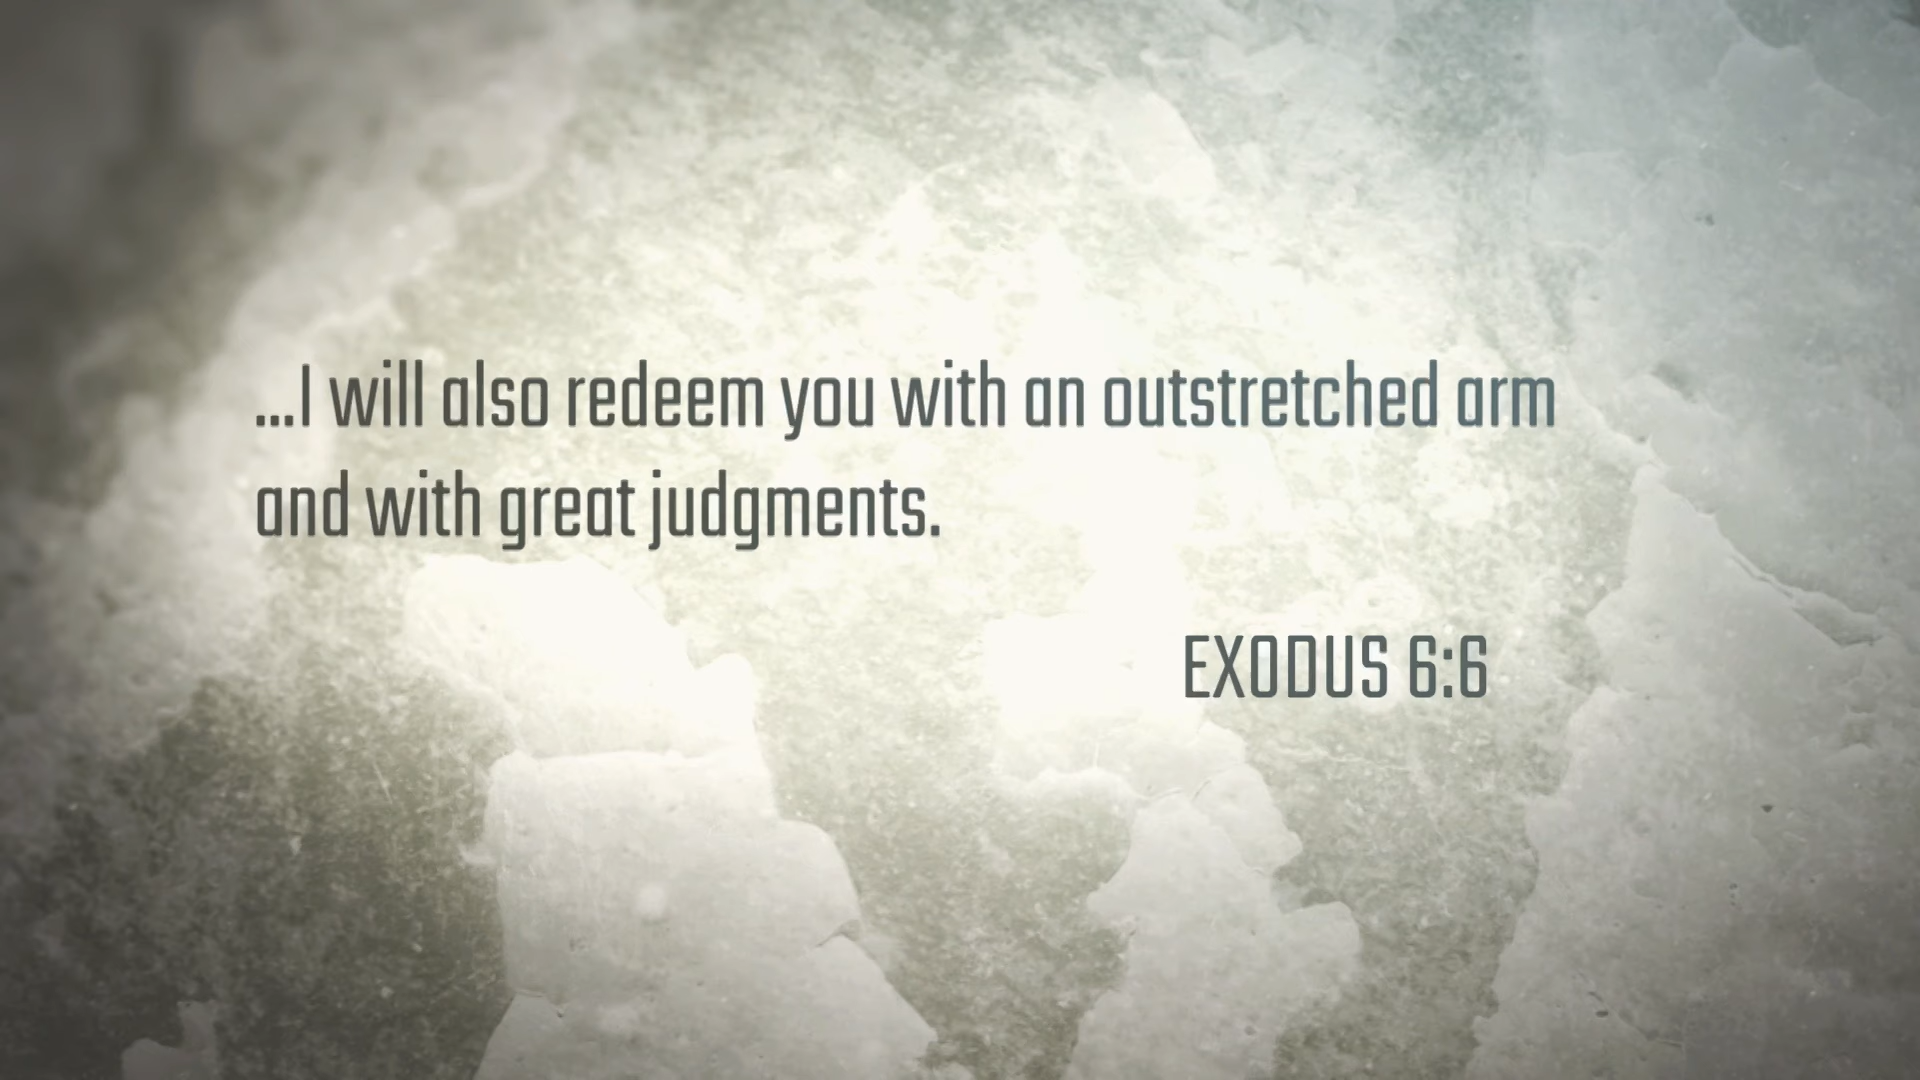 ...I will also redeem you with an outstretched arm
and with great judgments.
EXODUS 6:6